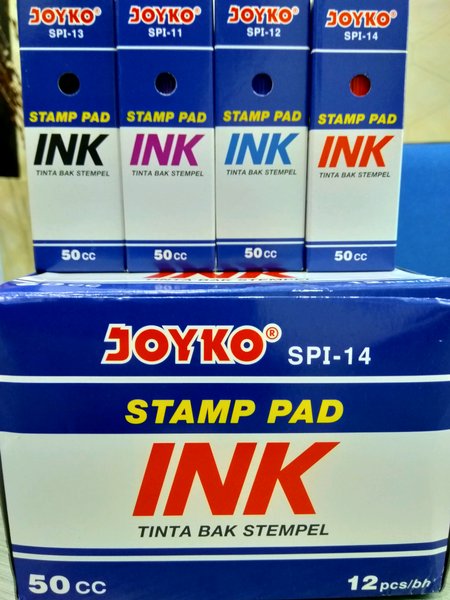 JOYKO®
SPI-13
STAMP PAD
INK
TINTA BAK STEMPEL
50 CC
JOYKO®
SPI-11
STAMP PAD
INK
TINTA BAK STEMPEL
50 CC
JOYKO®
SPI-12
STAMP PAD
INK
TINTA BAK STEMPEL
50 CC
JOYKO®
SPI-14
STAMP PAD
INK
TINTA BAK STEMPEL
50 CC
INK
JOYKO® SPI-14
STAMP PAD
INK
TINTA BAK STEMPEL
50 CC
12pcs/bh